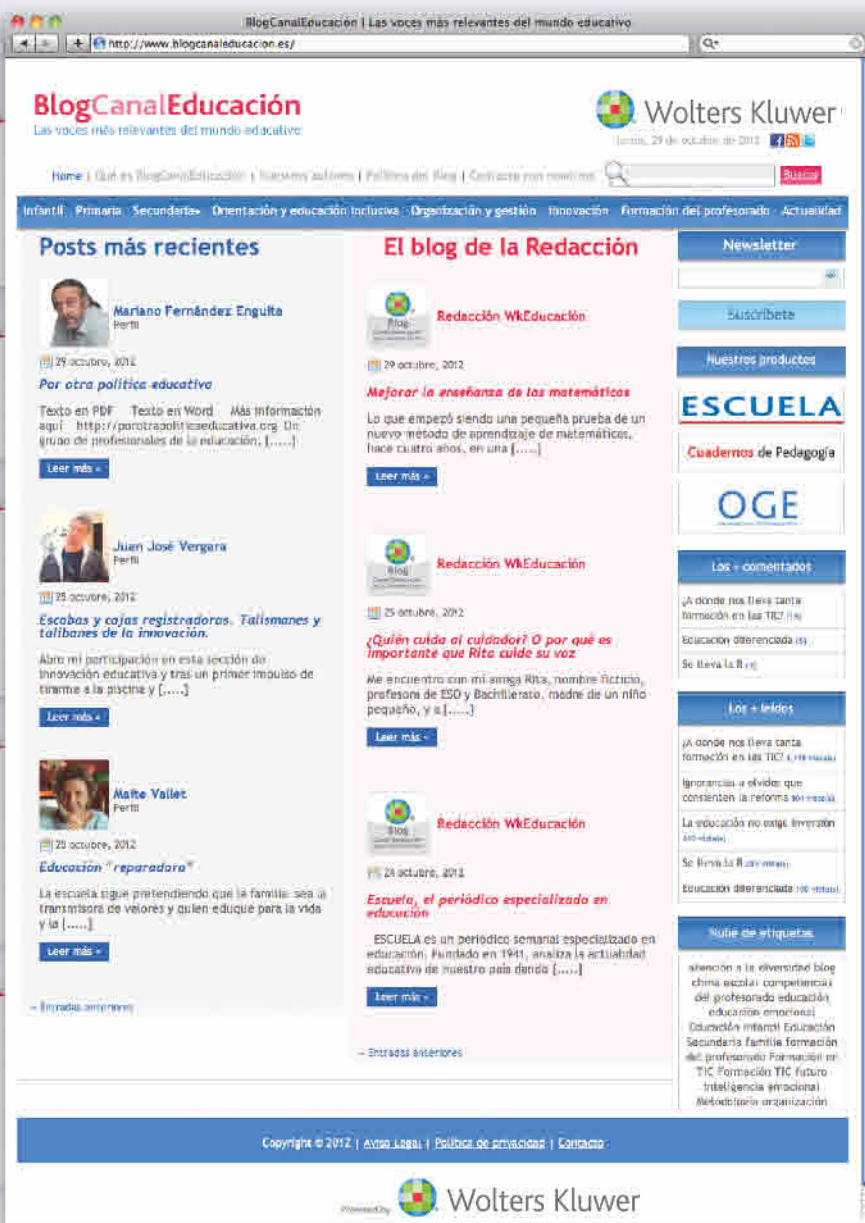 BlogCanalEducación | Las voces más relevantes del mundo educativo
http://www.blogcanaleducacion.es/
BlogCanalEducación
Las voces más relevantes del mundo educativo
Wolters Kluwer
lunes, 29 de octubre de 2012
Home | Qué es BlogCanalEducación | Nuestros autores | Política del Blog | Contacta con nosotros
Buscar
Infantil Primaria Secundaria+ Orientación y educación inclusiva Organización y gestión Innovación Formación del profesorado Actualidad
Posts más recientes
Mariano Fernández Enguita
Perfil
29 octubre, 2012
Por otra política educativa
Texto en PDF Texto en Word Más información
aquí http://porotrapoliticaeducativa.org Un
grupo de profesionales de la educación, [.....]
Leer más »
Juan José Vergara
Perfil
25 octubre, 2012
Escobas y cajas registradoras. Talismanes y
talibanes de la innovación.
Abro mi participación en esta sección de
innovación educativa y tras un primer impulso de
tirarme a la piscina y [.....]
Leer más »
Maite Vallet
Perfil
25 octubre, 2012
Educación "reparadora"
La escuela sigue pretendiendo que la familia sea la
transmisora de valores y quien eduque para la vida
y la [.....]
Leer más »
« Entradas anteriores
El blog de la Redacción
Blog
Redacción WkEducación
29 octubre, 2012
Mejorar la enseñanza de las matemáticas
Lo que empezó siendo una pequeña prueba de un
nuevo método de aprendizaje de matemáticas,
hace cuatro años, en una [.....]
Leer más »
Blog
Redacción WkEducación
25 octubre, 2012
¿Quién cuida al cuidador? O por qué es
importante que Rita cuide su voz
Me encuentro con mi amiga Rita, nombre ficticio,
profesora de ESO y Bachillerato, madre de un niño
pequeño, y a [.....]
Leer más »
Blog
Redacción WkEducación
24 octubre, 2012
Escuela, el periódico especializado en
educación
ESCUELA es un periódico semanal especializado en
educación. Fundado en 1941, analiza la actualidad
educativa de nuestro país dando [.....]
Leer más »
« Entradas anteriores
Newsletter
Suscríbete
Nuestros productos
ESCUELA
Cuadernos de Pedagogía
OGE
Los + comentados
¿A dónde nos lleva tanta
formación en las TIC?
Educación diferenciada
Se lleva la R
Los + leídos
¿A dónde nos lleva tanta
formación en las TIC?
Ignorancias u olvidos que
consienten la reforma
La educación no exige inversión
Se lleva la R
Educación diferenciada
Nube de etiquetas
atención a la diversidad blog
clima escolar competencias
del profesorado educación
educación emocional
Educación Infantil Educación
Secundaria familia formación
del profesorado Formación en
TIC Formación TIC futuro
Inteligencia emocional
Metodología organización
Copyright © 2012 | Aviso Legal | Política de privacidad | Contacto
Powered by Wolters Kluwer